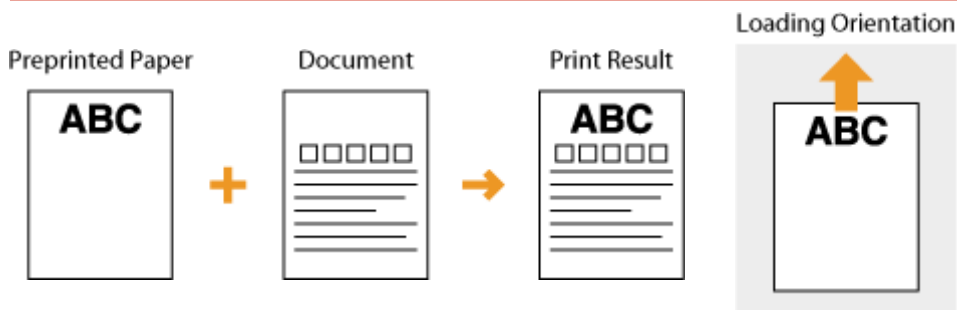 Loading Orientation
Preprinted Paper
Document
Print Result
ABC
ABC
ABC